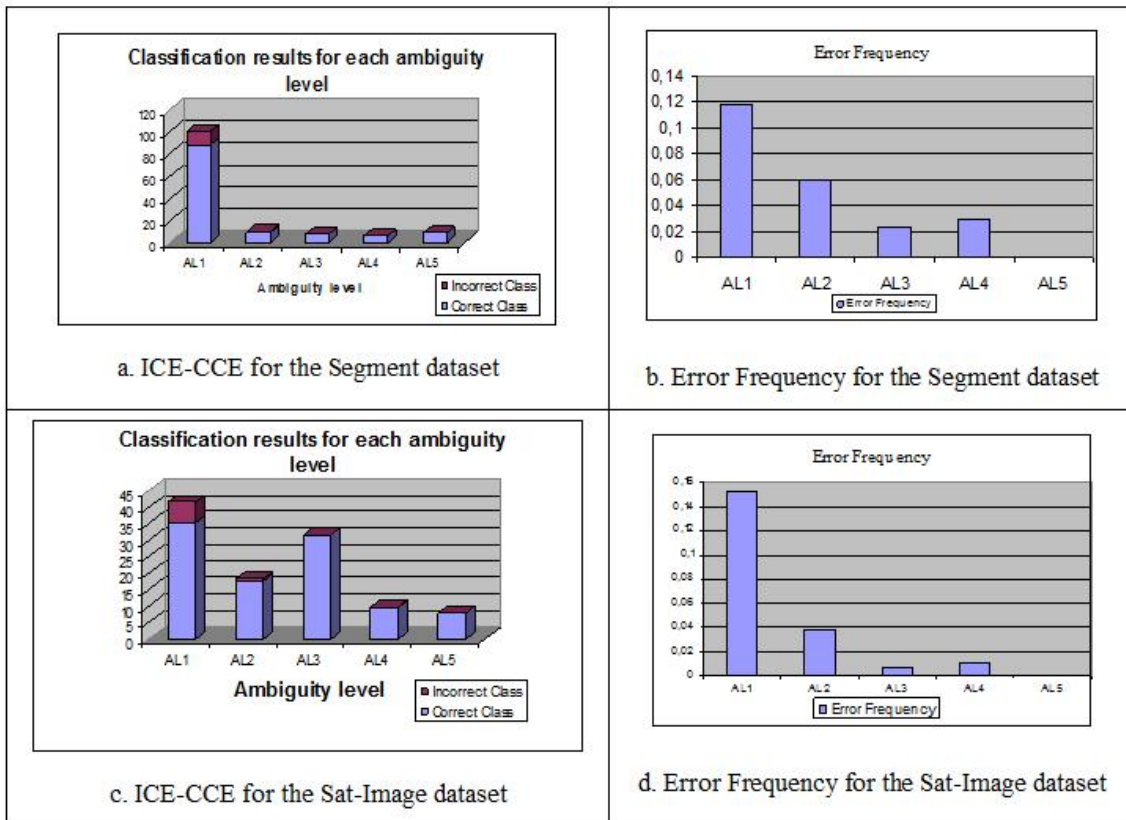 Classification results for each ambiguity
level
120
100
80
60
40
20
0
AL1 AL2 AL3 AL4 AL5
Ambiguity level
Incorrect Class
Correct Class
a. ICE-CCE for the Segment dataset
Error Frequency
0,14
0,12
0,1
0,08
0,06
0,04
0,02
0
AL1 AL2 AL3 AL4 AL5
Error Frequency
b. Error Frequency for the Segment dataset
Classification results for each ambiguity
level
45
40
35
30
25
20
15
10
5
0
AL1 AL2 AL3 AL4 AL5
Ambiguity level
Incorrect Class
Correct Class
c. ICE-CCE for the Sat-Image dataset
Error Frequency
0,16
0,14
0,12
0,1
0,08
0,06
0,04
0,02
0
AL1 AL2 AL3 AL4 AL5
Error Frequency
d. Error Frequency for the Sat-Image dataset